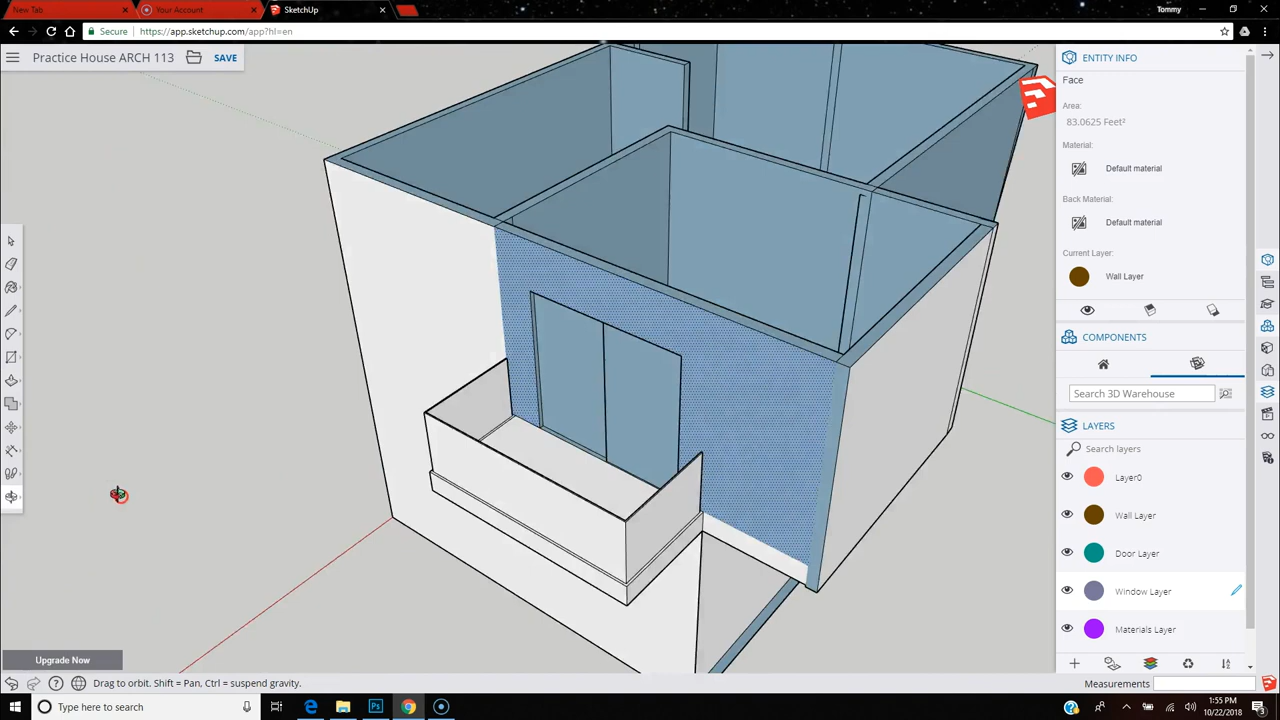 New Tab
Your Account
SketchUp
Tommy
Secure
https://app.sketchup.com/app?hl=en
Practice House ARCH 113
SAVE
ENTITY INFO
Face
Area:
83.0625 Feet²
Material:
Default material
Back Material:
Default material
Current Layer:
Wall Layer
COMPONENTS
Search 3D Warehouse
LAYERS
Search layers
Layer0
Wall Layer
Door Layer
Window Layer
Materials Layer
Upgrade Now
Drag to orbit. Shift = Pan, Ctrl = suspend gravity.
Measurements
Type here to search
1:55 PM
10/22/2018